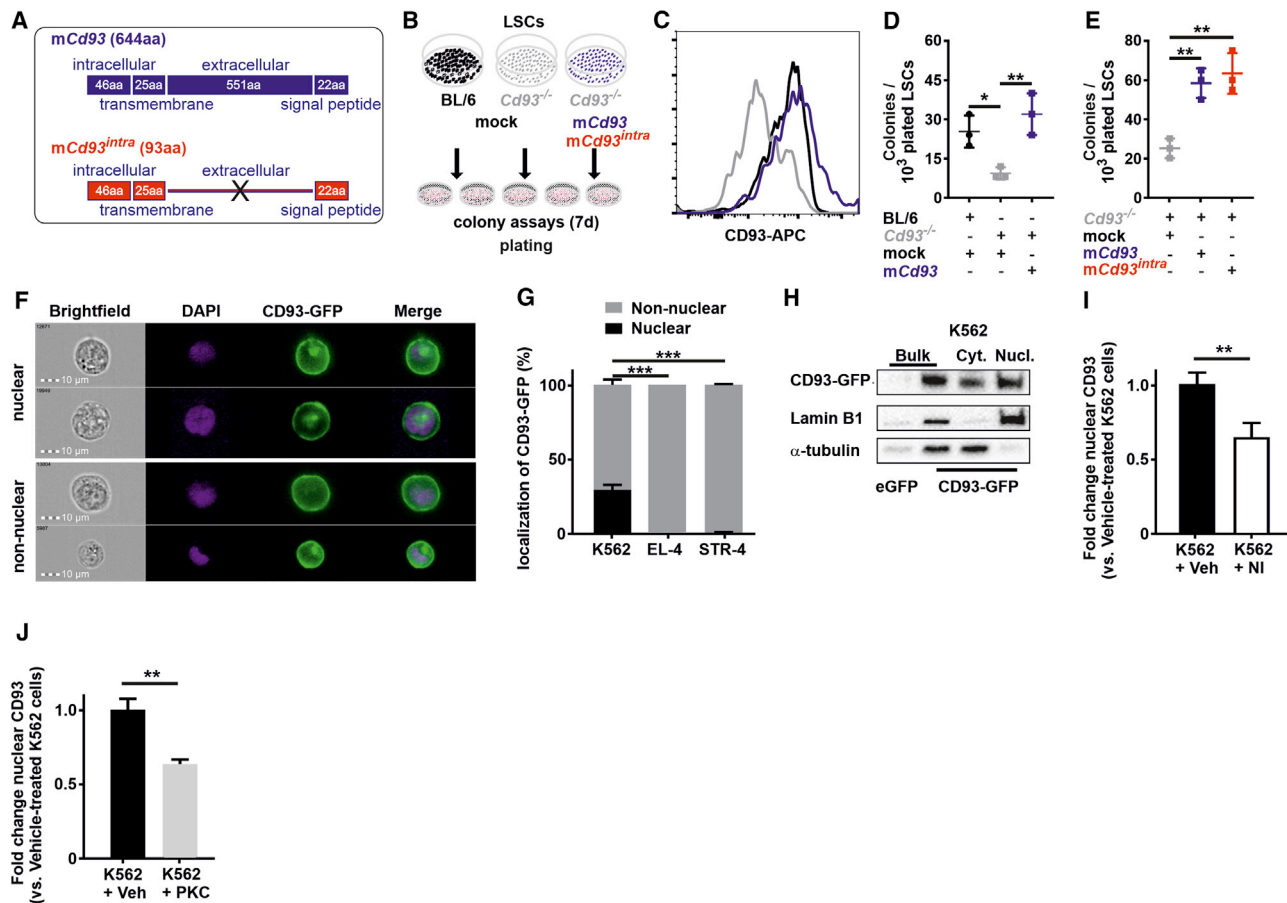 A
mCd93 (644aa)
intracellular extracellular
46aa 25aa 551aa 22aa
transmembrane signal peptide
mCd93intra (93aa)
intracellular extracellular
46aa 25aa X 22aa
transmembrane signal peptide
B
LSCs
BL/6 Cd93-/- Cd93-/-
mock mCd93
mCd93intra
colony assays (7d)
plating
C
CD93-APC
D
Colonies /
10³ plated LSCs
60
45
30
15
0
* **
BL/6 + - -
Cd93-/- - + +
mock + + -
mCd93 - - +
E
Colonies /
10³ plated LSCs
80
60
40
20
0
**
**
Cd93-/- + + +
mock + - -
mCd93 - + -
mCd93intra - - +
F
Brightfield DAPI CD93-GFP Merge
nuclear
10 µm
10 µm
non-nuclear
10 µm
10 µm
G
Non-nuclear
Nuclear
localization of CD93-GFP (%)
100
50
0
***
***
K562 EL-4 STR-4
H
K562
Bulk Cyt. Nucl.
CD93-GFP
Lamin B1
α-tubulin
eGFP CD93-GFP
I
Fold change nuclear CD93
(vs. Vehicle-treated K562 cells)
1.0
0.5
0
**
K562 K562
+ Veh + NI
J
Fold change nuclear CD93
(vs. Vehicle-treated K562 cells)
1.0
0.5
0
**
K562 K562
+ Veh + PKC